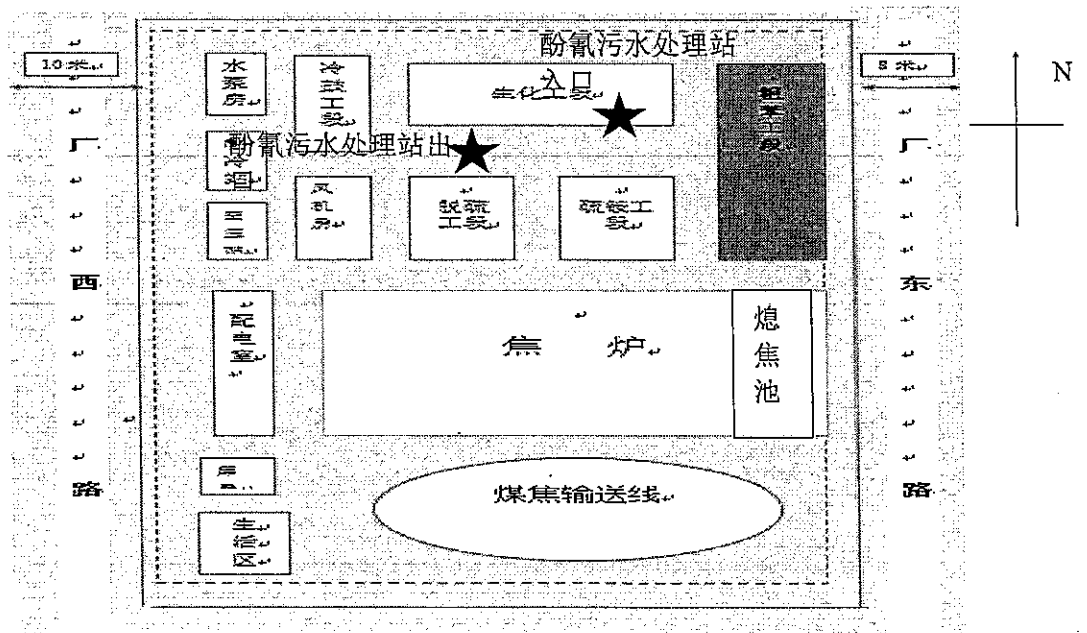 酚氰污水处理站
入口
10米
8米
N
水泵房
冷鼓工段
生化工段
酚氰污水处理站出
风机房
脱硫工段
硫铵工段
厂西路
厂东路
配电室
焦 炉
熄焦池
煤焦输送线
生活区